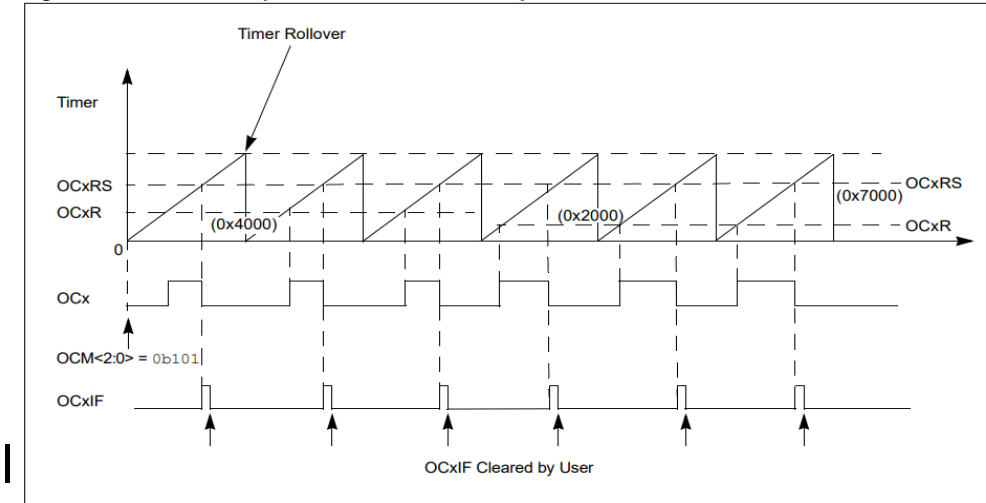 Timer Rollover
Timer
OCxRS
OCxRS
(0x7000)
OCxR
(0x4000)
(0x2000)
OCxR
0
OCx
OCM<2:0> = 0b101
OCxIF
OCxIF Cleared by User